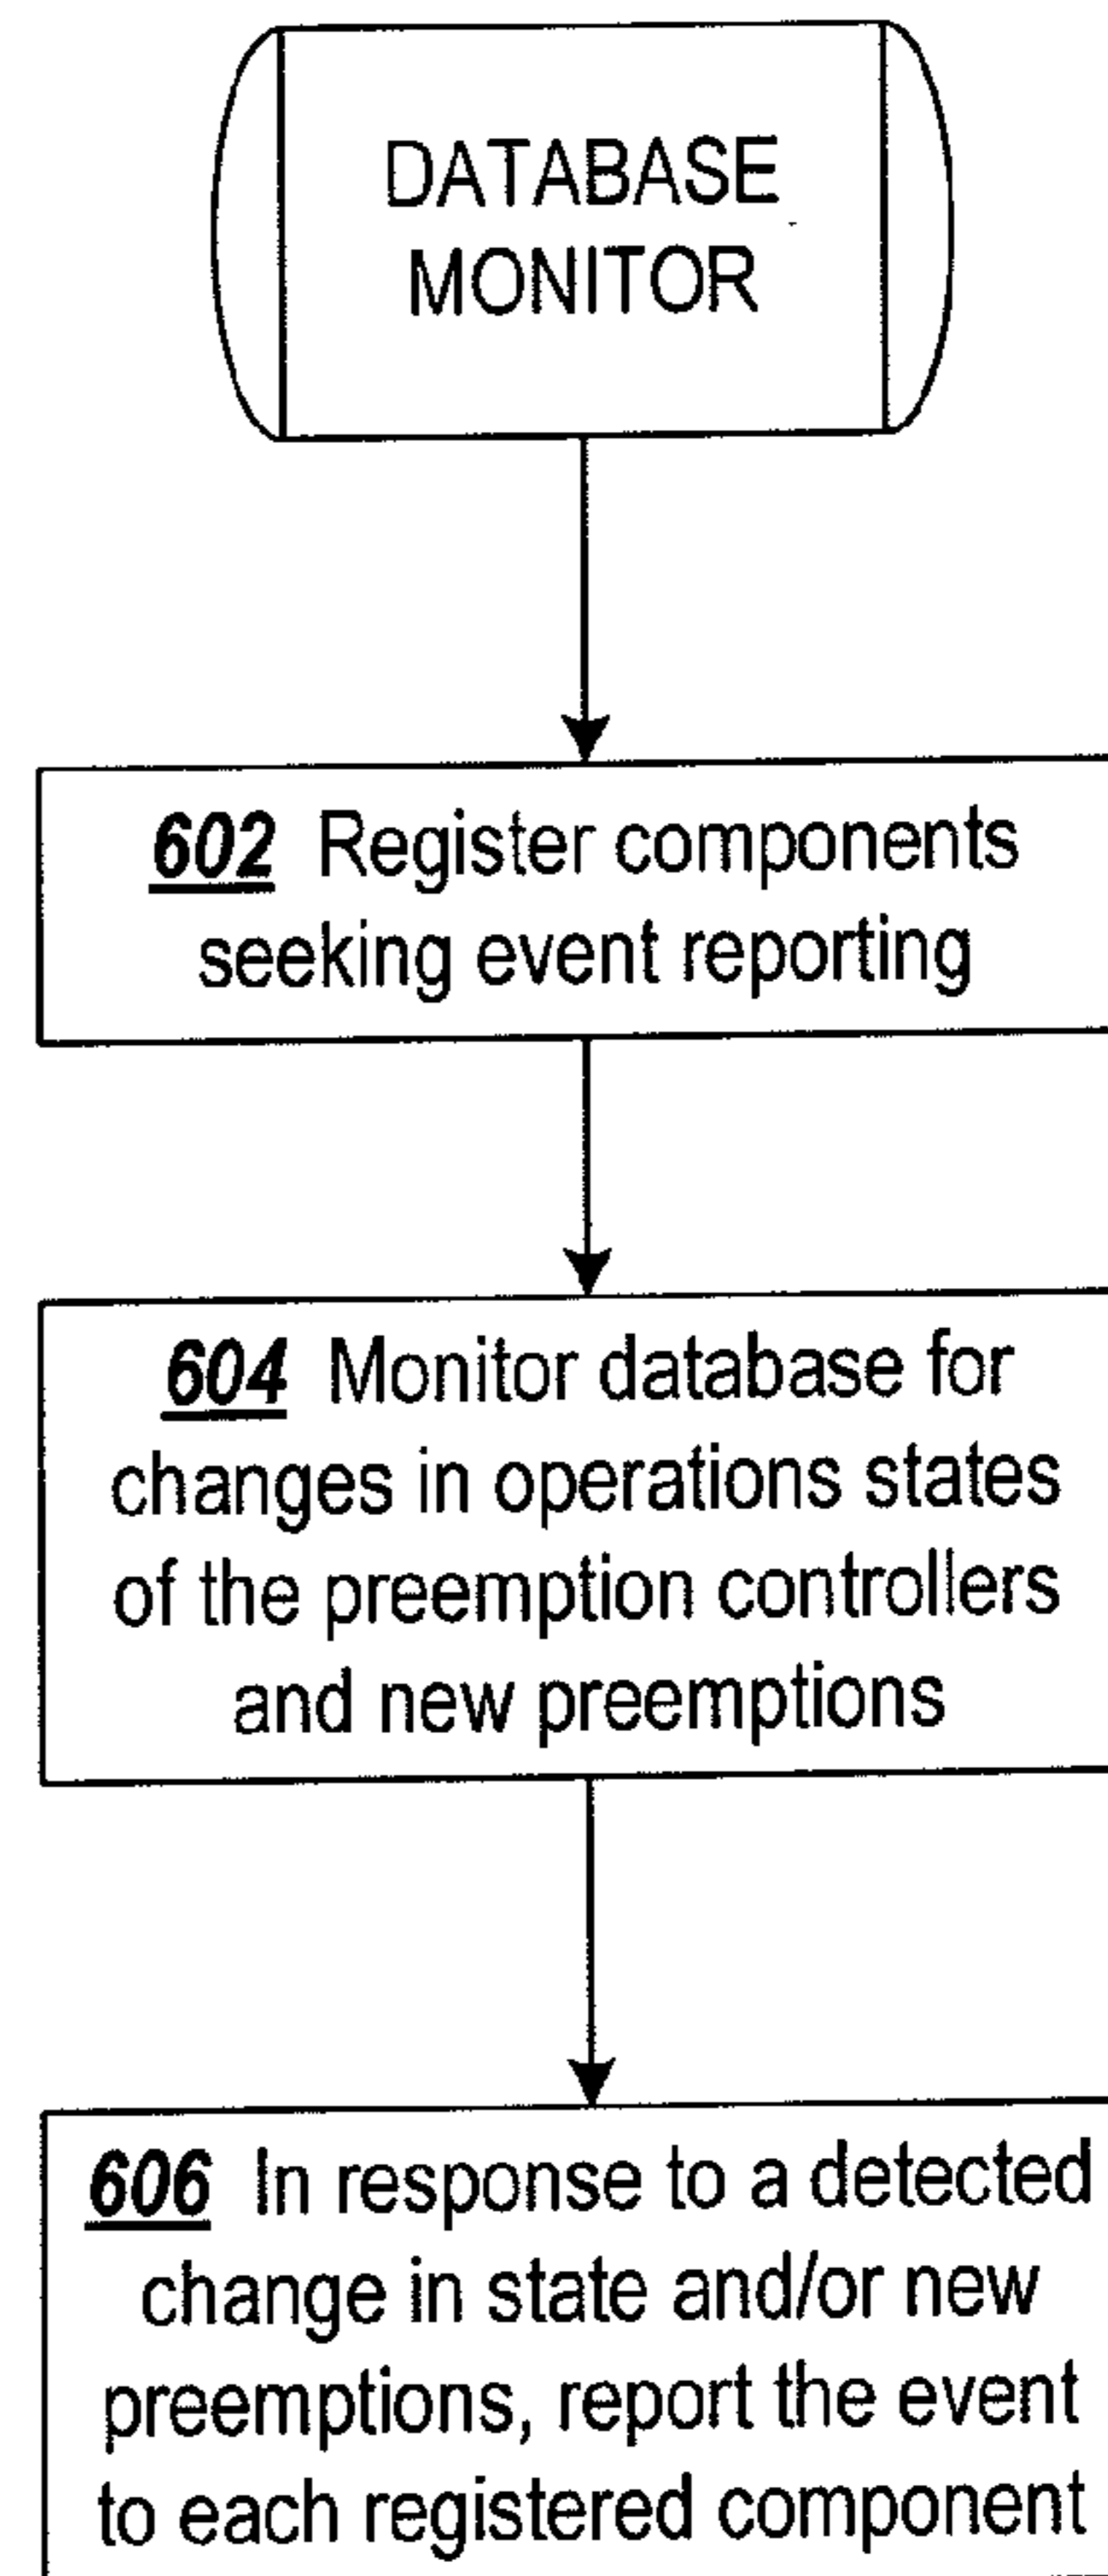 DATABASE
MONITOR
602 Register components
seeking event reporting
604 Monitor database for
changes in operations states
of the preemption controllers
and new preemptions
606 In response to a detected
change in state and/or new
preemptions, report the event
to each registered component